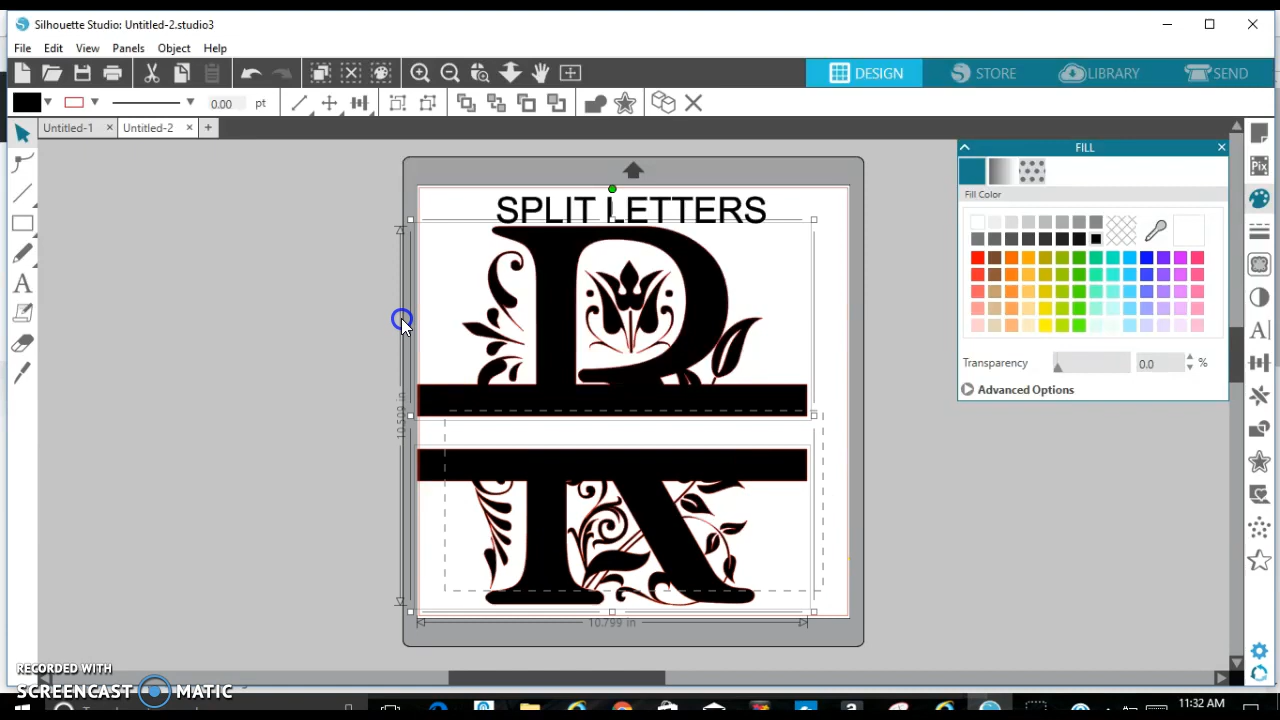 Silhouette Studio: Untitled-2.studio3
File Edit View Panels Object Help
DESIGN STORE LIBRARY SEND
0.00 pt
Untitled-1 Untitled-2
FILL
Fill Color
SPLIT LETTERS
R
Transparency 0.0 %
Advanced Options
10.799 in
RECORDED WITH
SCREENCAST MATIC
11:32 AM